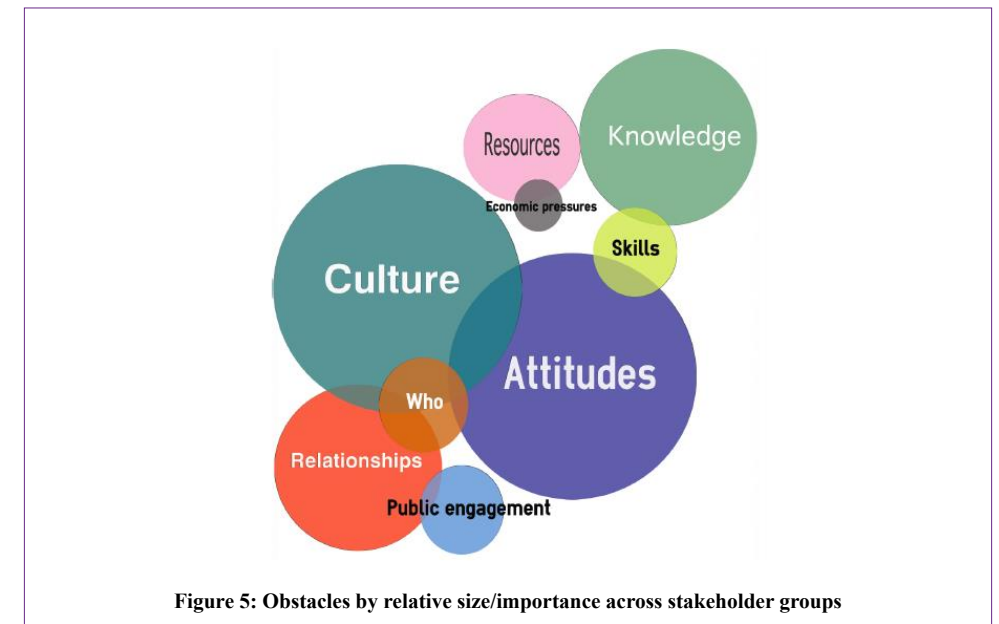 Knowledge
Resources
Economic pressures
Skills
Culture
Attitudes
Who
Relationships
Public engagement
Figure 5: Obstacles by relative size/importance across stakeholder groups